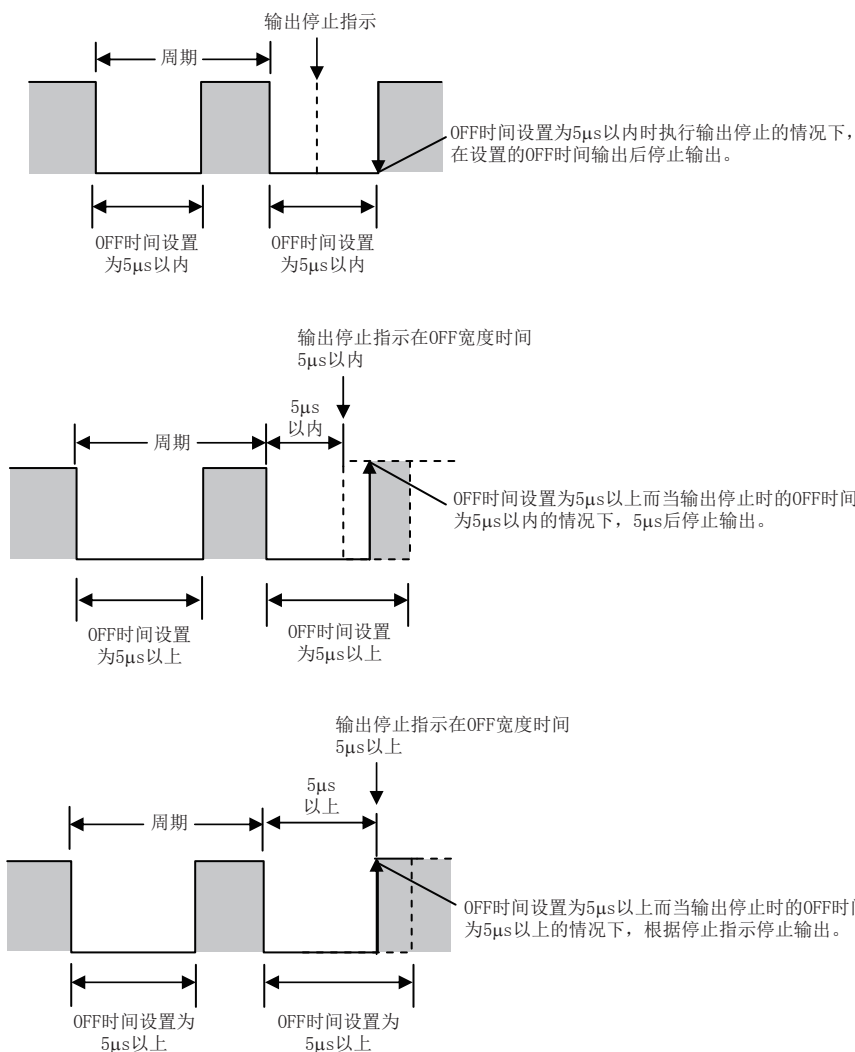 输出停止指示
周期
OFF时间设置为5μs以内时执行输出停止的情况下，
在设置的OFF时间输出后停止输出。
OFF时间设置
为5μs以内
OFF时间设置
为5μs以内
输出停止指示在OFF宽度时间
5μs以内
5μs
以内
周期
OFF时间设置为5μs以上而当输出停止时的OFF时间
为5μs以内的情况下，5μs后停止输出。
OFF时间设置
为5μs以上
OFF时间设置
为5μs以上
输出停止指示在OFF宽度时间
5μs以上
5μs
以上
周期
OFF时间设置为5μs以上而当输出停止时的OFF时间
为5μs以上的情况下，根据停止指示停止输出。
OFF时间设置为
5μs以上
OFF时间设置为
5μs以上